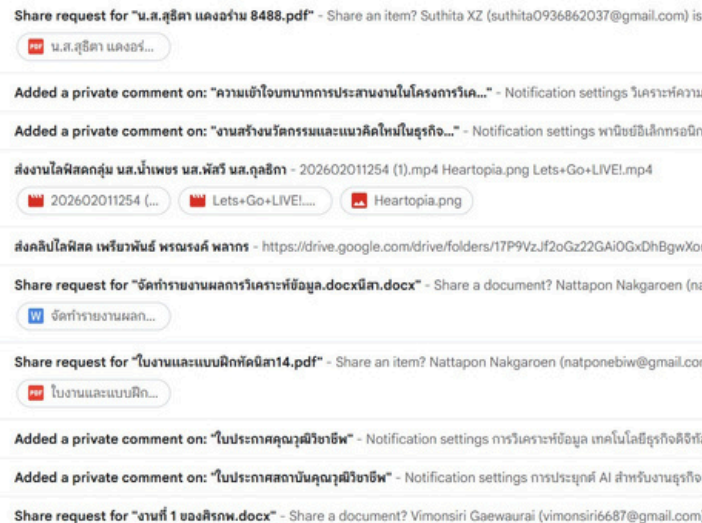 Share request for "น.ส.สุธิตา แดงอร่าม 8488.pdf" - Share an item? Suthita XZ (suthita0936862037@gmail.com) is
PDF น.ส.สุธิตา แดงอร่...
Added a private comment on: "ความเข้าใจบทบาทการประสานงานในโครงการวิเค..." - Notification settings วิเคราะห์ความ
Added a private comment on: "งานสร้างนวัตกรรมและแนวคิดใหม่ในธุรกิจ..." - Notification settings พาณิชย์อิเล็กทรอนิก
ส่งงานไลฟ์สดกลุ่ม นส.น้ำเพชร นส.พัสวี นส.กุลธิกา - 202602011254 (1).mp4 Heartopia.png Lets+Go+LIVE!.mp4
202602011254 (... Lets+Go+LIVE!.... Heartopia.png
ส่งคลิปไลฟ์สด เพรียวพันธ์ พรณรงค์ พลากร - https://drive.google.com/drive/folders/17P9VzJf2oGz22GAi0GxDhBgwXo
Share request for "จัดทำรายงานผลการวิเคราะห์ข้อมูล.docxนิสา.docx" - Share a document? Nattapon Nakgaroen (na
W จัดทำรายงานผลก...
Share request for "ใบงานและแบบฝึกหัดนิสา14.pdf" - Share an item? Nattapon Nakgaroen (natponebiw@gmail.com
PDF ใบงานและแบบฝึก...
Added a private comment on: "ใบประกาศคุณวุฒิวิชาชีพ" - Notification settings การวิเคราะห์ข้อมูล เทคโนโลยีธุรกิจดิจิทัล
Added a private comment on: "ใบประกาศสถาบันคุณวุฒิวิชาชีพ" - Notification settings การประยุกต์ AI สำหรับงานธุรกิจ
Share request for "งานที่ 1 ของศิรภพ.docx" - Share a document? Vimonsiri Gaewaurai (vimonsiri6687@gmail.com)